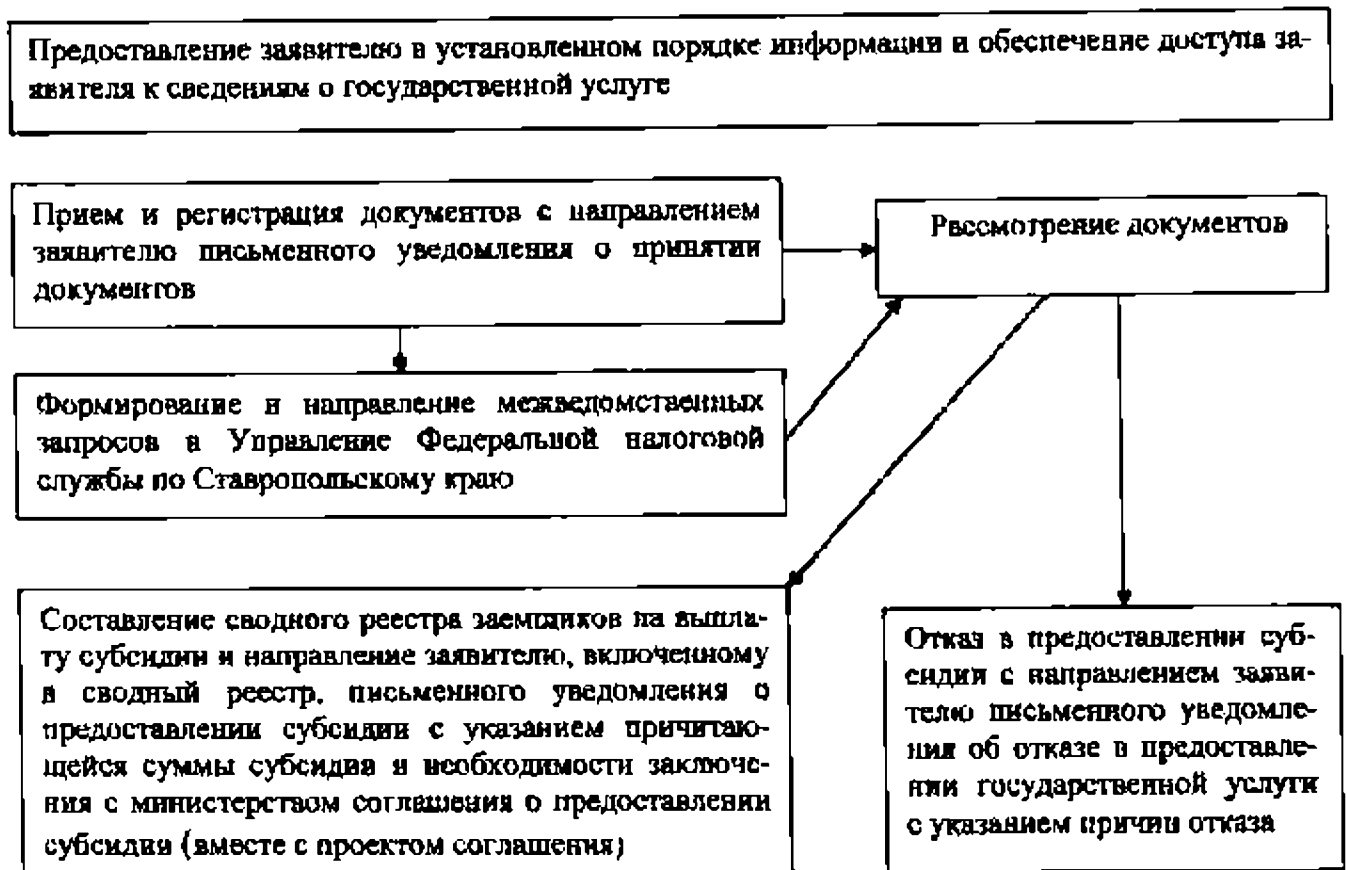 Предоставление заявителю в установленном порядке информации и обеспечение доступа за-
явителя к сведениям о государственной услуге
Прием и регистрация документов с направлением
заявителю письменного уведомления о принятии
документов
Рассмотрение документов
Формирование и направление межведомственных
запросов в Управление Федеральной налоговой
службы по Ставропольскому краю
Составление сводного реестра заемщиков на выпла-
ту субсидии и направление заявителю, включенному
в сводный реестр, письменного уведомления о
предоставлении субсидии с указанием причитаю-
щейся суммы субсидии и необходимости заключе-
ния с министерством соглашения о предоставлении
субсидии (вместе с проектом соглашения)
Отказ в предоставлении суб-
сидии с направлением заяви-
телю письменного уведомле-
ния об отказе в предоставле-
нии государственной услуги
с указанием причин отказа